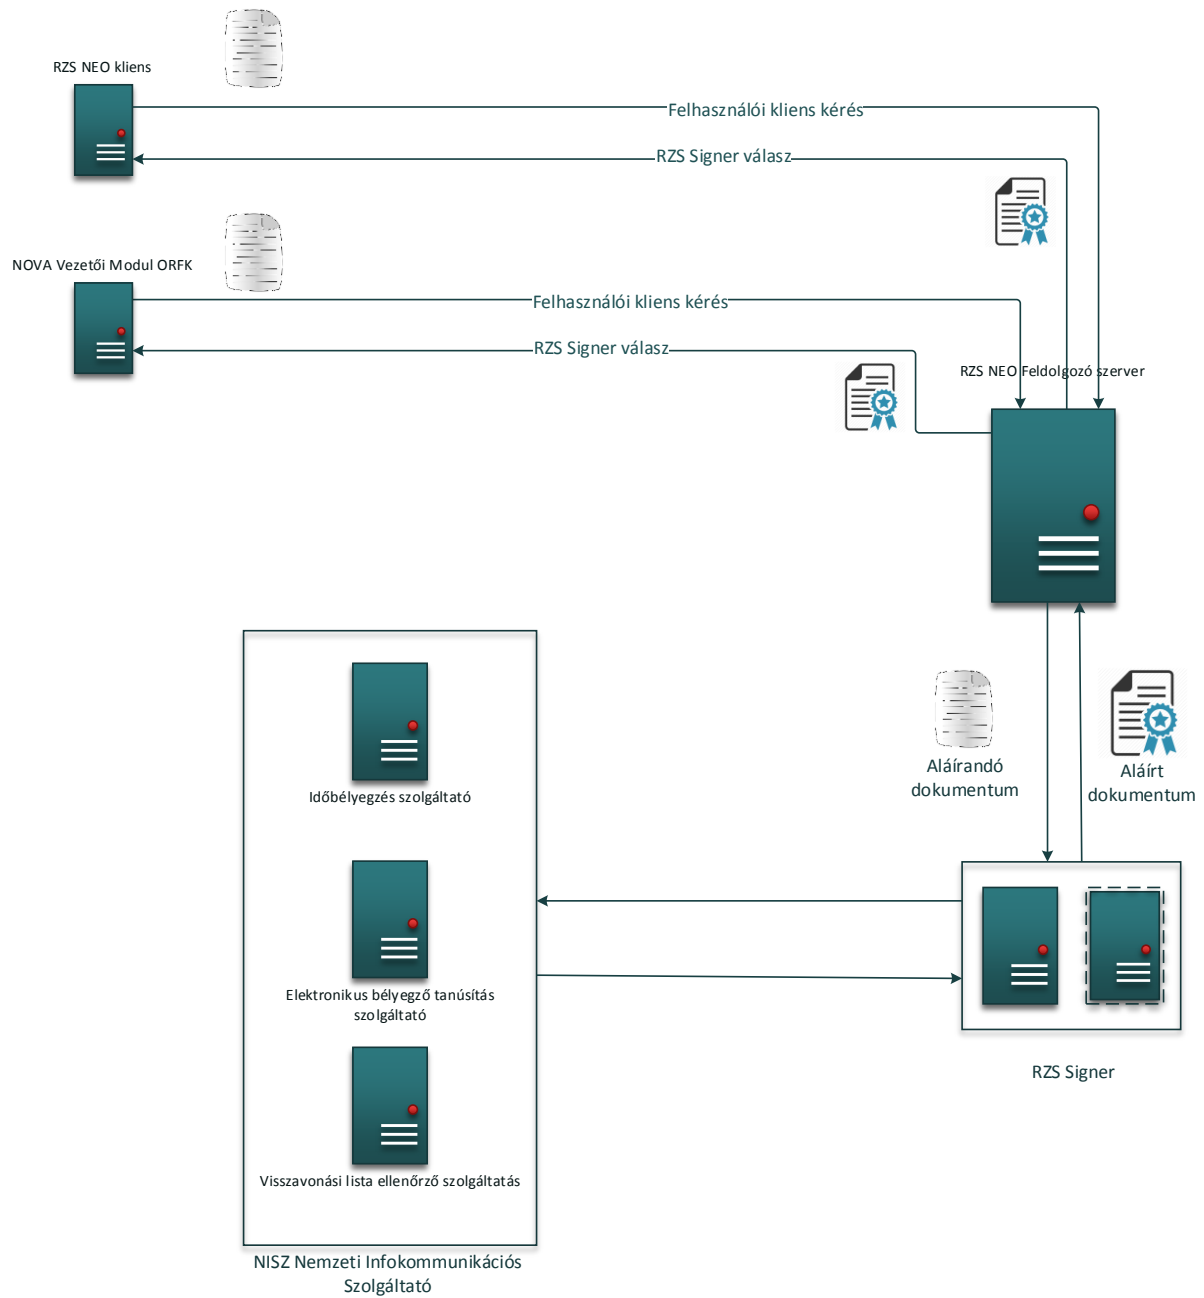 RZS NEO kliens
Felhasználói kliens kérés
RZS Signer válasz
NOVA Vezetői Modul ORFK
Felhasználói kliens kérés
RZS Signer válasz
RZS NEO Feldolgozó szerver
Aláírandó
dokumentum
Aláírt
dokumentum
Időbélyegzés szolgáltató
Elektronikus bélyegző tanúsítás
szolgáltató
RZS Signer
Visszavonási lista ellenőrző szolgáltatás
NISZ Nemzeti Infokommunikációs
Szolgáltató